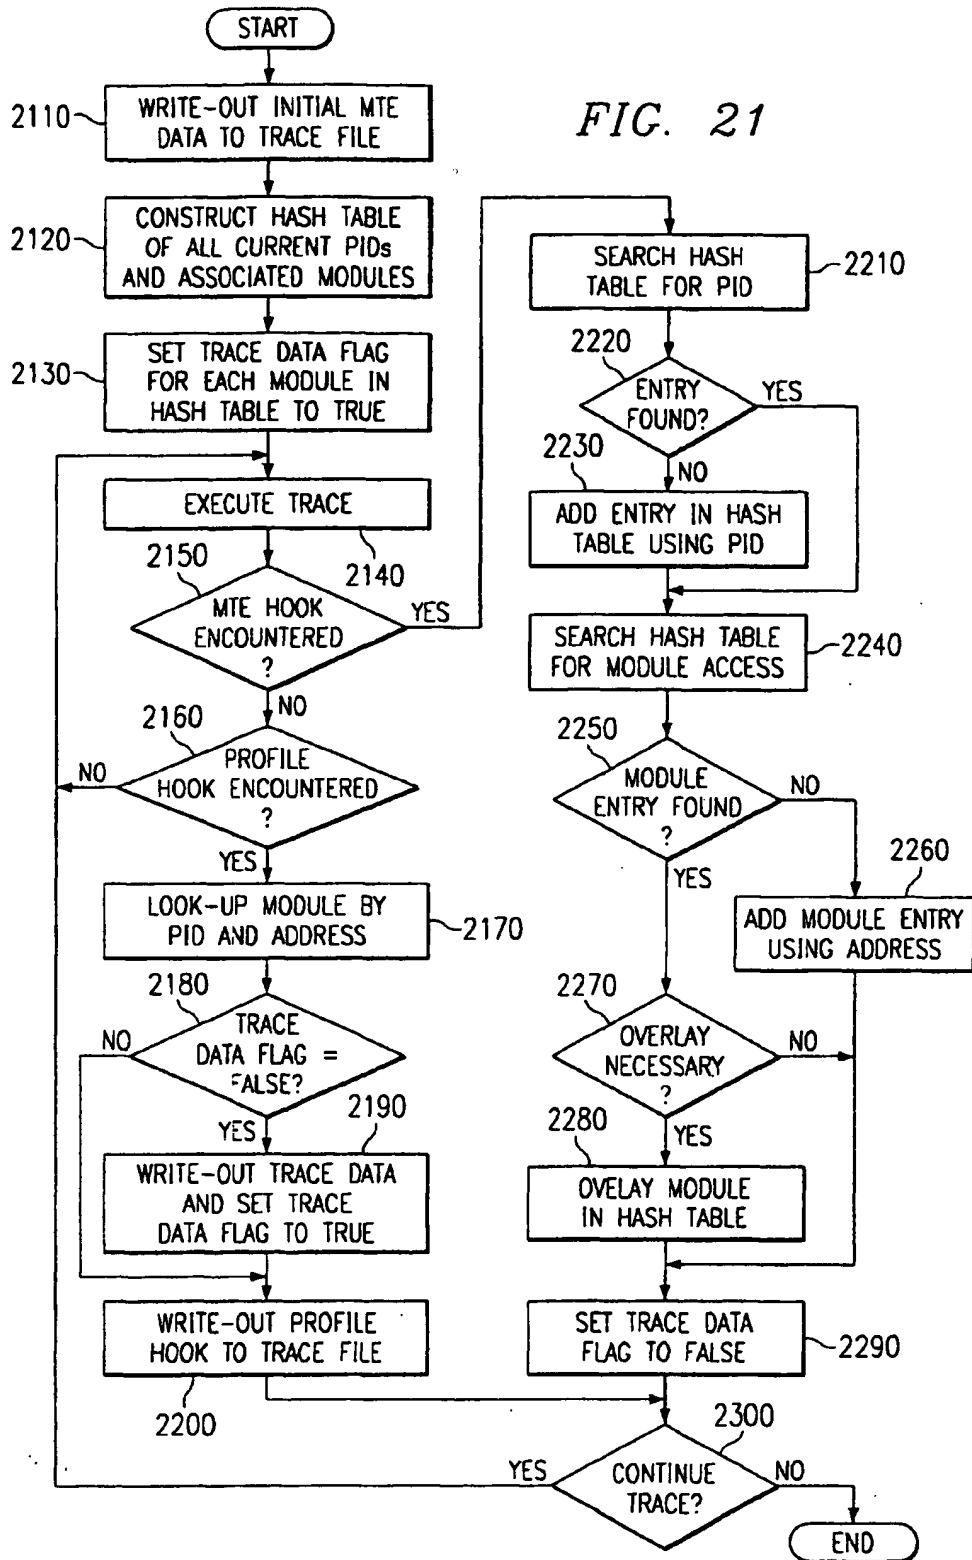 START
FIG. 21
2110
WRITE-OUT INITIAL MTE
DATA TO TRACE FILE
2120
CONSTRUCT HASH TABLE
OF ALL CURRENT PIDs
AND ASSOCIATED MODULES
2130
SET TRACE DATA FLAG
FOR EACH MODULE IN
HASH TABLE TO TRUE
EXECUTE TRACE
2140
2150
MTE HOOK
ENCOUNTERED
?
YES
NO
2160
PROFILE
HOOK ENCOUNTERED
?
NO
YES
LOOK-UP MODULE BY
PID AND ADDRESS
2170
2180
TRACE
DATA FLAG =
FALSE?
NO
YES
2190
WRITE-OUT TRACE DATA
AND SET TRACE
DATA FLAG TO TRUE
WRITE-OUT PROFILE
HOOK TO TRACE FILE
2200
SEARCH HASH
TABLE FOR PID
2210
2220
ENTRY
FOUND?
YES
NO
2230
ADD ENTRY IN HASH
TABLE USING PID
SEARCH HASH TABLE
FOR MODULE ACCESS
2240
2250
MODULE
ENTRY FOUND
?
NO
YES
2260
ADD MODULE ENTRY
USING ADDRESS
2270
OVERLAY
NECESSARY
?
NO
YES
2280
OVELAY MODULE
IN HASH TABLE
SET TRACE DATA
FLAG TO FALSE
2290
2300
CONTINUE
TRACE?
YES
NO
END